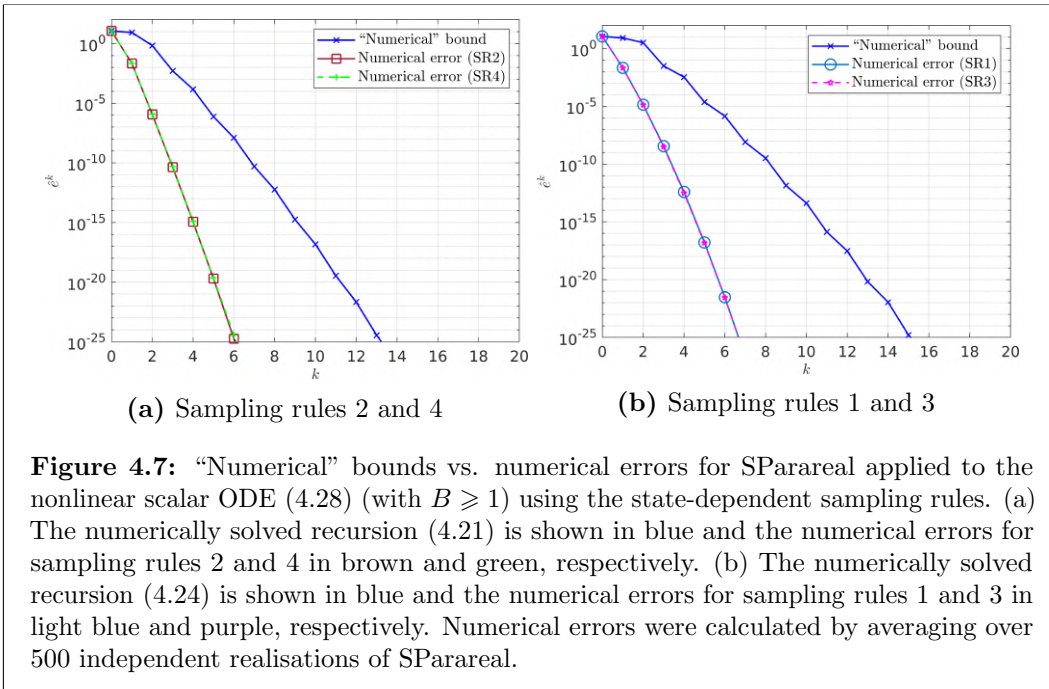 10^0
10^-5
10^-10
10^-15
10^-20
10^-25
ê^k
0 2 4 6 8 10 12 14 16 18 20
k
"Numerical" bound
Numerical error (SR2)
Numerical error (SR4)
(a) Sampling rules 2 and 4
10^0
10^-5
10^-10
10^-15
10^-20
10^-25
ê^k
0 2 4 6 8 10 12 14 16 18 20
k
"Numerical" bound
Numerical error (SR1)
Numerical error (SR3)
(b) Sampling rules 1 and 3
Figure 4.7: “Numerical” bounds vs. numerical errors for SParareal applied to the
nonlinear scalar ODE (4.28) (with B ⩾ 1) using the state-dependent sampling rules. (a)
The numerically solved recursion (4.21) is shown in blue and the numerical errors for
sampling rules 2 and 4 in brown and green, respectively. (b) The numerically solved
recursion (4.24) is shown in blue and the numerical errors for sampling rules 1 and 3 in
light blue and purple, respectively. Numerical errors were calculated by averaging over
500 independent realisations of SParareal.